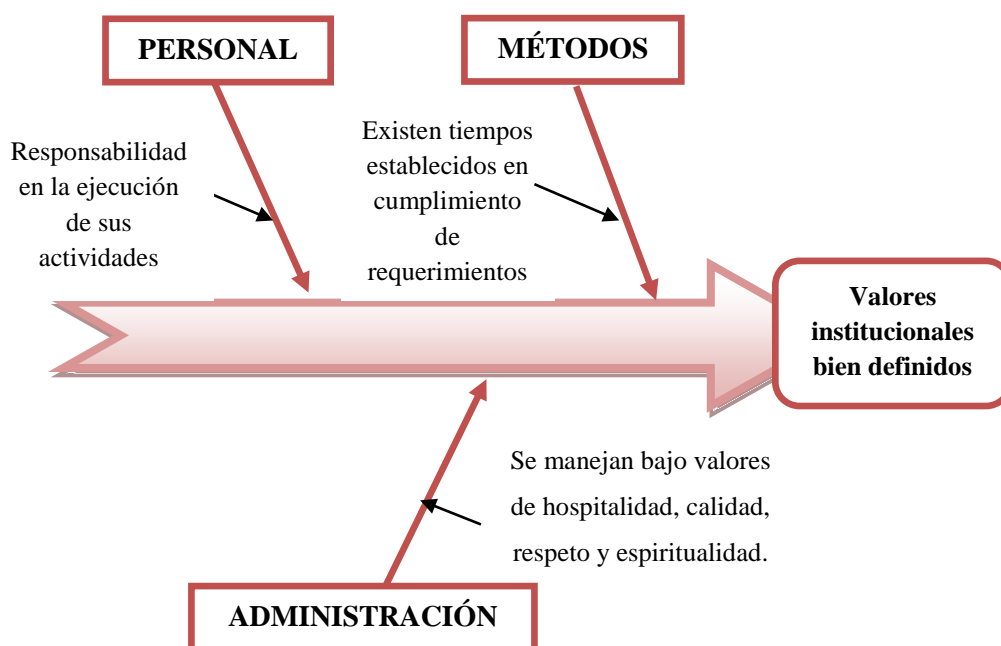 PERSONAL
MÉTODOS
Responsabilidad
en la ejecución
de sus
actividades
Existen tiempos
establecidos en
cumplimiento
de
requerimientos
Valores
institucionales
bien definidos
Se manejan bajo valores
de hospitalidad, calidad,
respeto y espiritualidad.
ADMINISTRACIÓN